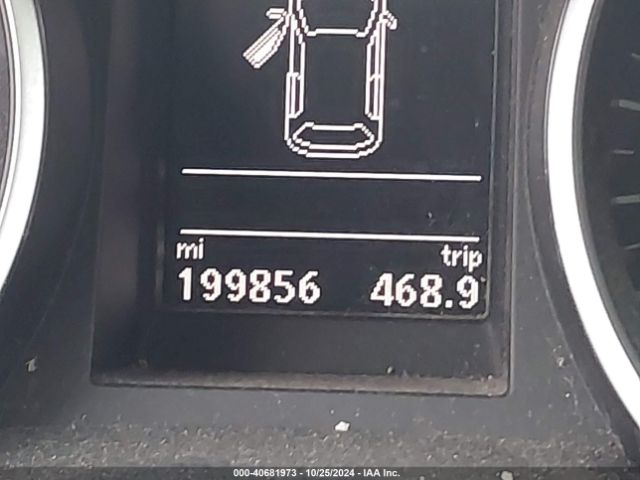 mi trip
199856 468.9
000-40681973 - 10/25/2024 - IAA Inc.